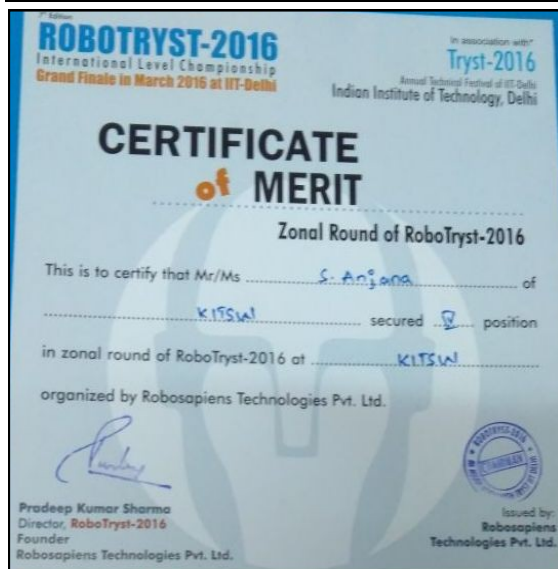 7th Edition
ROBOTRYST-2016
International Level Championship
Grand Finale in March 2016 at IIT-Delhi
In association with*
Tryst-2016
Annual Technical Festival of IIT-Delhi
Indian Institute of Technology, Delhi
CERTIFICATE
of MERIT
Zonal Round of RoboTryst-2016
This is to certify that Mr/Ms S. Anjana of
KITSW secured V position
in zonal round of RoboTryst-2016 at KITSW
organized by Robosapiens Technologies Pvt. Ltd.
Pradeep Kumar Sharma
Director, RoboTryst-2016
Founder
Robosapiens Technologies Pvt. Ltd.
ROBOTRYST-2016
Issued by:
Robosapiens
Technologies Pvt. Ltd.